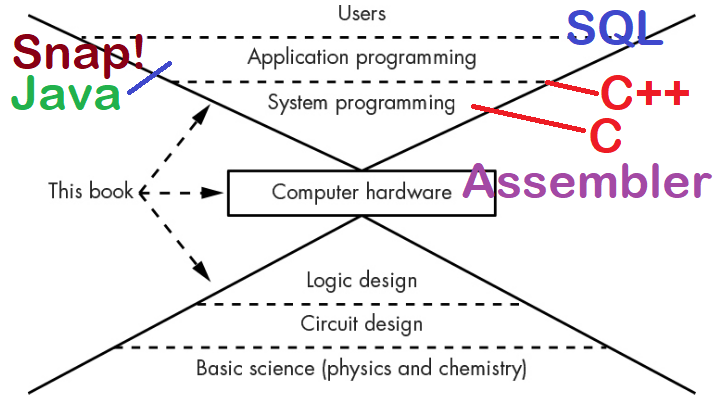 Users
SQL
Snap!
Application programming
Java
System programming
C++
C
This book
Computer hardware
Assembler
Logic design
Circuit design
Basic science (physics and chemistry)